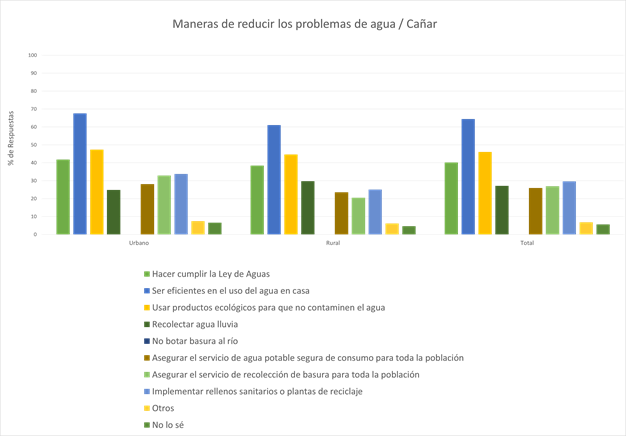 Maneras de reducir los problemas de agua / Cañar
% de Respuestas
100
90
80
70
60
50
40
30
20
10
0
Urbano
Rural
Total
Hacer cumplir la Ley de Aguas
Ser eficientes en el uso del agua en casa
Usar productos ecológicos para que no contaminen el agua
Recolectar agua lluvia
No botar basura al río
Asegurar el servicio de agua potable segura de consumo para toda la población
Asegurar el servicio de recolección de basura para toda la población
Implementar rellenos sanitarios o plantas de reciclaje
Otros
No lo sé